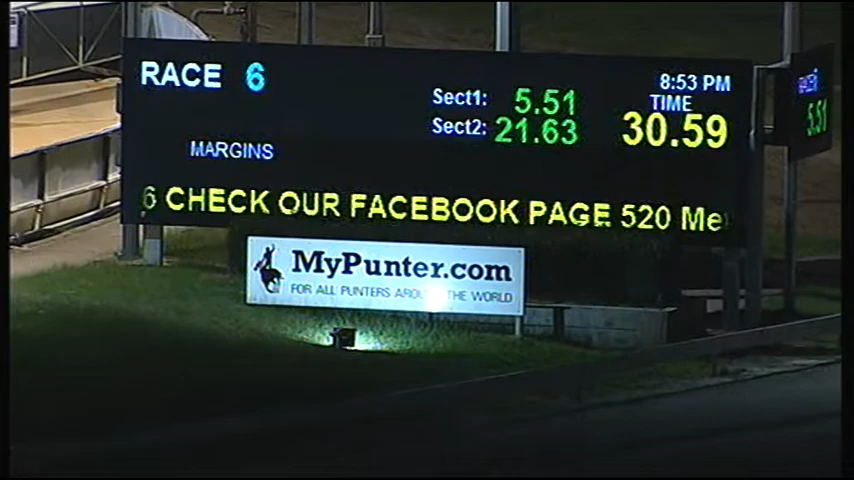 RACE 6
Sect1: 5.51
Sect2: 21.63
8:53 PM
TIME
30.59
MARGINS
6 CHECK OUR FACEBOOK PAGE 520 Me
MyPunter.com
FOR ALL PUNTERS AROUND THE WORLD
5.51